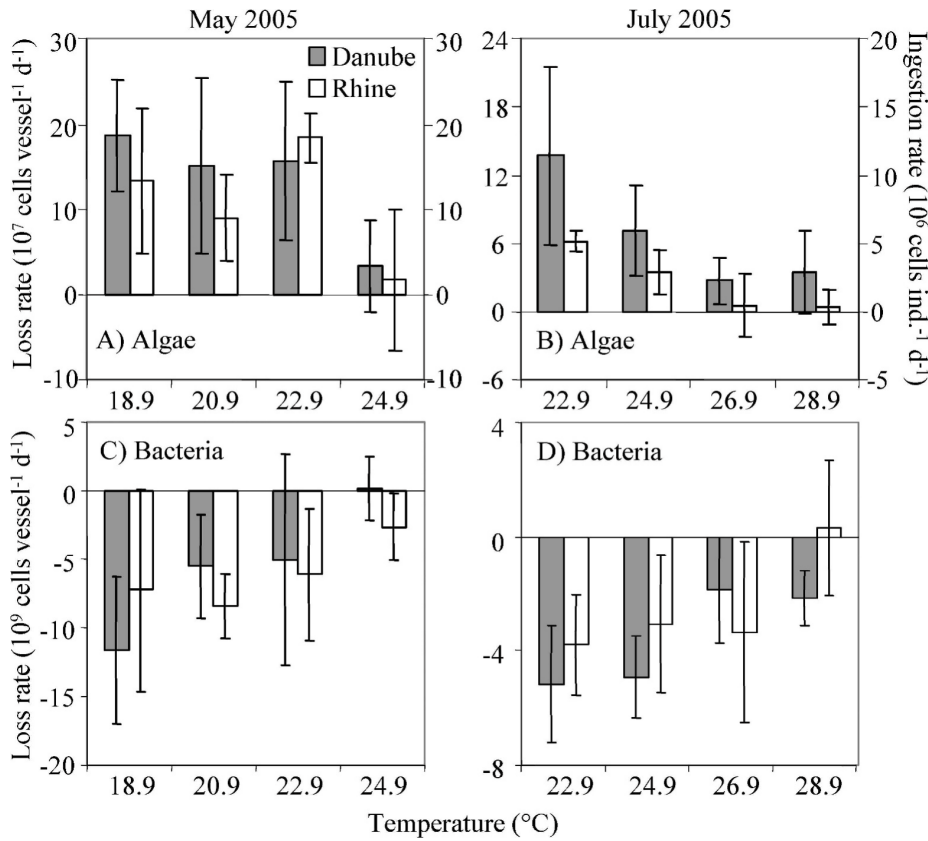 May 2005
July 2005
Loss rate (10⁷ cells vessel⁻¹ d⁻¹)
30
20
10
0
-10
Danube
Rhine
A) Algae
30
20
10
0
-10
18.9 20.9 22.9 24.9
24
18
12
6
0
-6
B) Algae
20
15
10
5
0
-5
Ingestion rate (10⁶ cells ind.⁻¹ d⁻¹)
22.9 24.9 26.9 28.9
Loss rate (10⁹ cells vessel⁻¹ d⁻¹)
5
0
-5
-10
-15
-20
C) Bacteria
18.9 20.9 22.9 24.9
4
0
-4
-8
D) Bacteria
22.9 24.9 26.9 28.9
Temperature (°C)